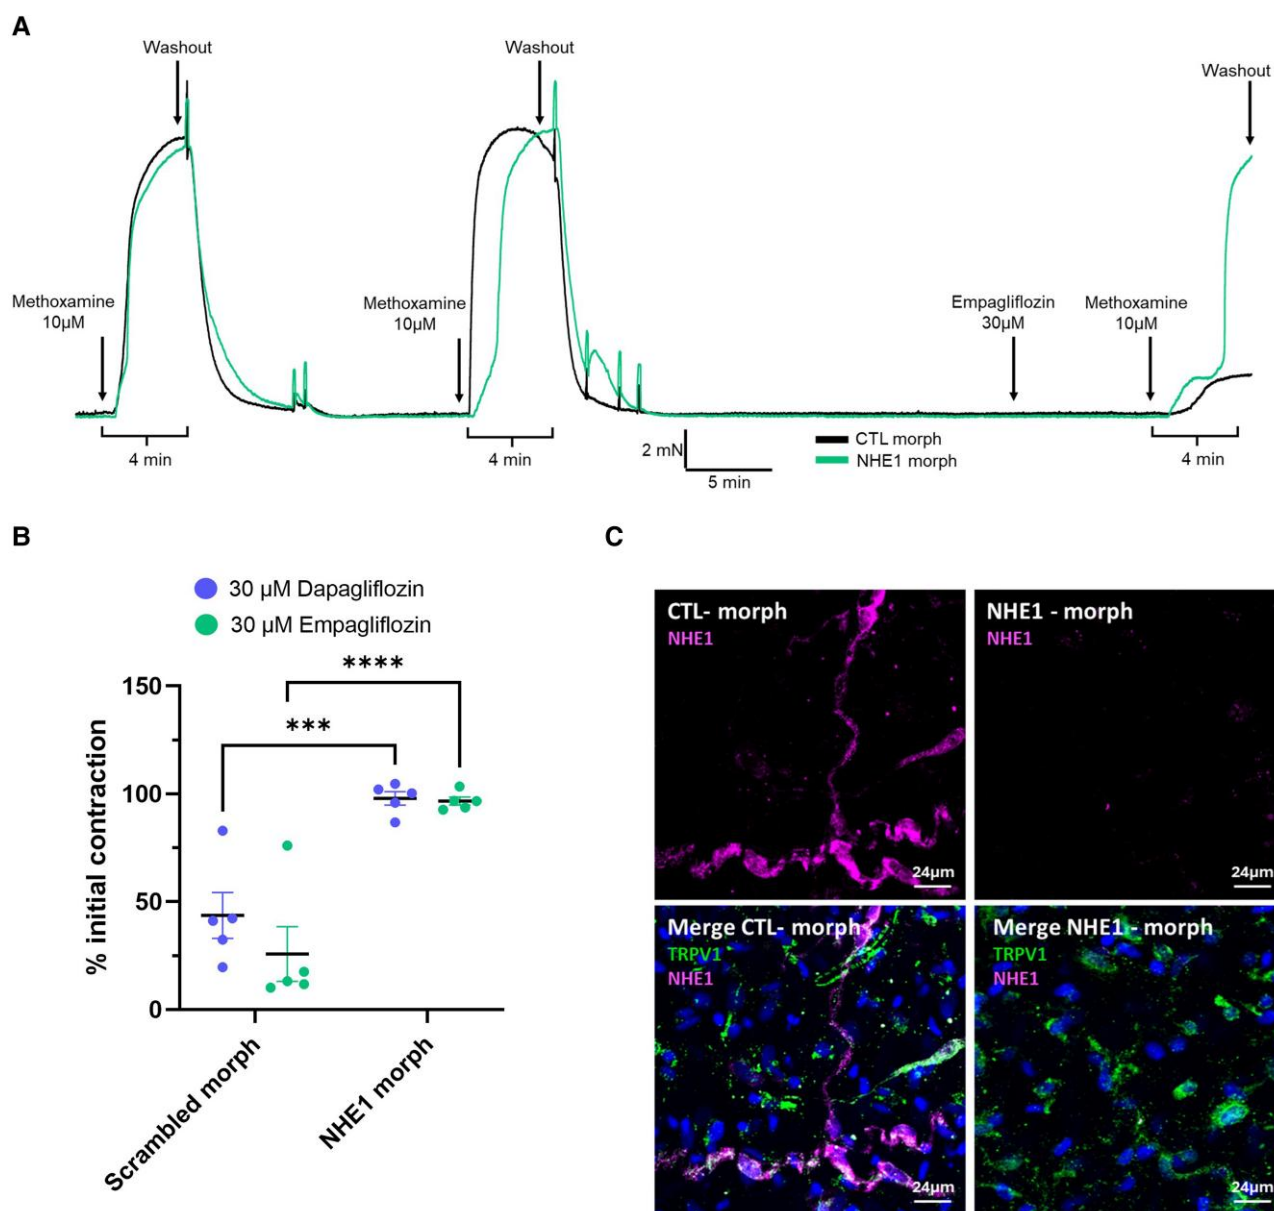 A
Washout
Washout
Washout
Methoxamine
10µM
Methoxamine
10µM
Empagliflozin
30µM
Methoxamine
10µM
4 min
4 min
4 min
2 mN
5 min
CTL morph
NHE1 morph
B
30 µM Dapagliflozin
30 µM Empagliflozin
****
***
150
100
50
0
% initial contraction
Scrambled morph
NHE1 morph
C
CTL- morph
NHE1
24µm
NHE1 - morph
NHE1
24µm
Merge CTL- morph
TRPV1
NHE1
24µm
Merge NHE1 - morph
TRPV1
NHE1
24µm